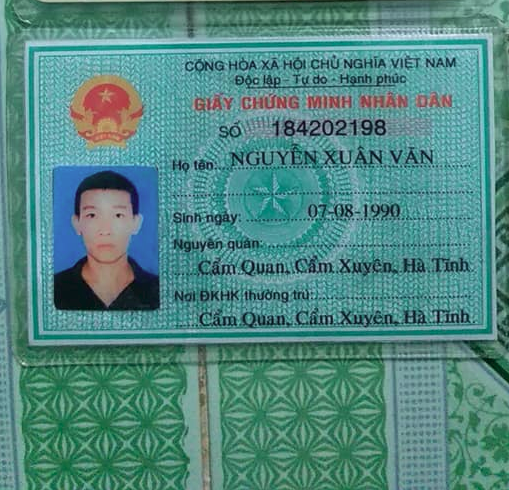 CỘNG HÒA XÃ HỘI CHỦ NGHĨA VIỆT NAM
Độc lập - Tự do - Hạnh phúc
GIẤY CHỨNG MINH NHÂN DÂN
SỐ 184202198
Họ tên: NGUYỄN XUÂN VĂN
Sinh ngày: 07-08-1990
Nguyên quán:
Cẩm Quan, Cẩm Xuyên, Hà Tĩnh
Nơi ĐKHK thường trú:
Cẩm Quan, Cẩm Xuyên, Hà Tĩnh